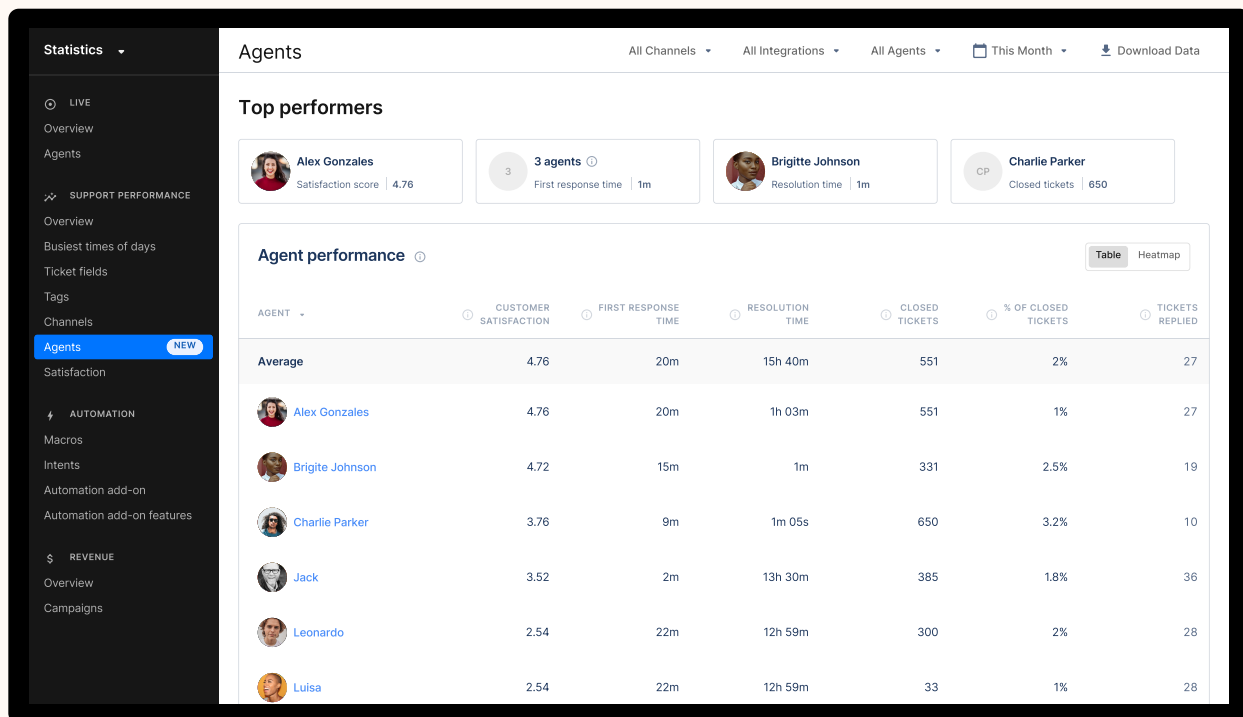 Statistics
Agents
All Channels
All Integrations
All Agents
This Month
Download Data
LIVE
Overview
Agents
SUPPORT PERFORMANCE
Overview
Busiest times of days
Ticket fields
Tags
Channels
Agents NEW
Satisfaction
AUTOMATION
Macros
Intents
Automation add-on
Automation add-on features
$ REVENUE
Overview
Campaigns
Top performers
Alex Gonzales
Satisfaction score 4.76
3
3 agents
First response time 1m
Brigitte Johnson
Resolution time 1m
CP
Charlie Parker
Closed tickets 650
Agent performance
Table Heatmap
AGENT
CUSTOMER
SATISFACTION
FIRST RESPONSE
TIME
RESOLUTION
TIME
CLOSED
TICKETS
% OF CLOSED
TICKETS
TICKETS
REPLIED
Average 4.76 20m 15h 40m 551 2% 27
Alex Gonzales 4.76 20m 1h 03m 551 1% 27
Brigite Johnson 4.72 15m 1m 331 2.5% 19
Charlie Parker 3.76 9m 1m 05s 650 3.2% 10
Jack 3.52 2m 13h 30m 385 1.8% 36
Leonardo 2.54 22m 12h 59m 300 2% 28
Luisa 2.54 22m 12h 59m 33 1% 28